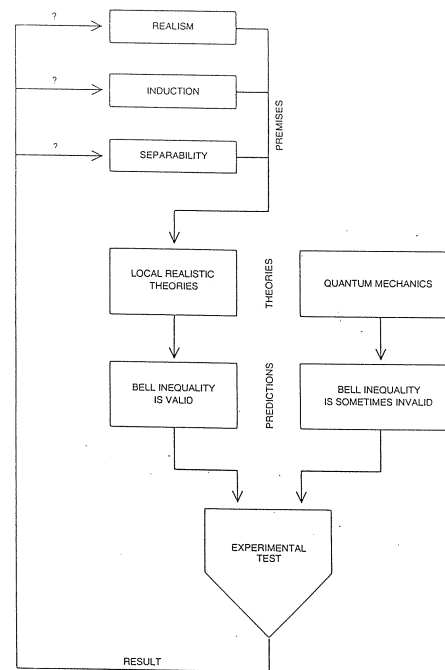 ?
REALISM
?
INDUCTION
PREMISES
?
SEPARABILITY
LOCAL REALISTIC
THEORIES
THEORIES
QUANTUM MECHANICS
BELL INEQUALITY
IS VALID
PREDICTIONS
BELL INEQUALITY
IS SOMETIMES INVALID
EXPERIMENTAL
TEST
RESULT